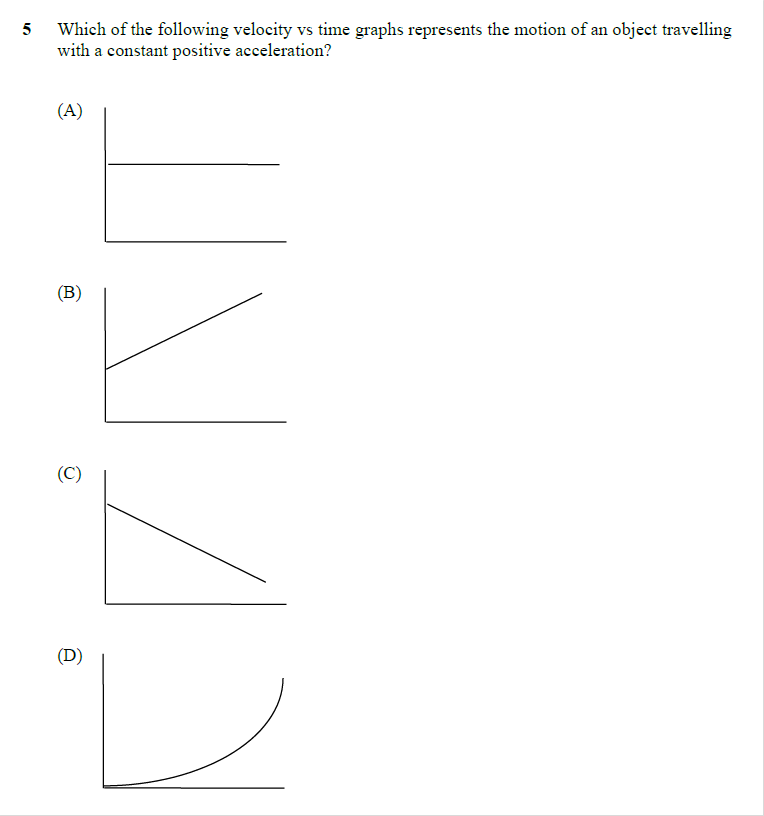 5 Which of the following velocity vs time graphs represents the motion of an object travelling
with a constant positive acceleration?
(A)
(B)
(C)
(D)